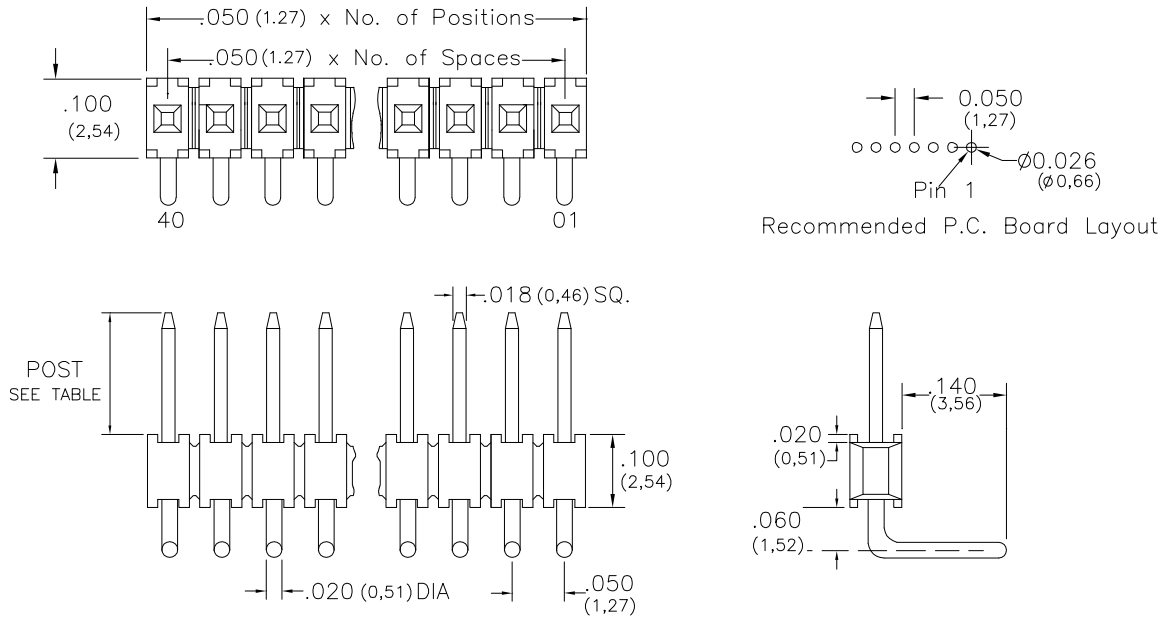 .050 (1.27) x No. of Positions
.050 (1.27) x No. of Spaces
.100
(2,54)
40
01
0.050
(1,27)
Ø0.026
(Ø0,66)
Pin 1
Recommended P.C. Board Layout
.018 (0,46) SQ.
POST
SEE TABLE
.100
(2,54)
.020 (0,51) DIA
.050
(1,27)
.140
(3,56)
.020
(0,51)
.060
(1,52)